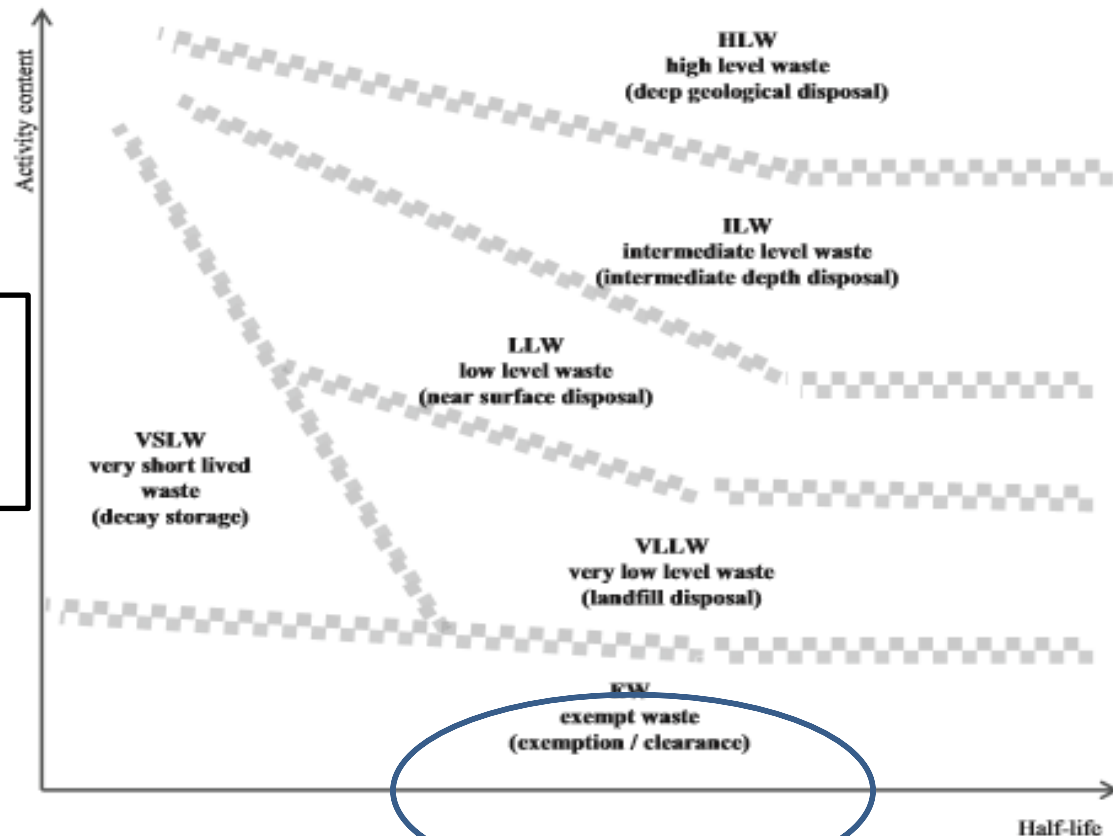 Activity content
HLW
high level waste
(deep geological disposal)
ILW
intermediate level waste
(intermediate depth disposal)
LLW
low level waste
(near surface disposal)
VSLW
very short lived
waste
(decay storage)
VLLW
very low level waste
(landfill disposal)
EW
exempt waste
(exemption / clearance)
Half-life